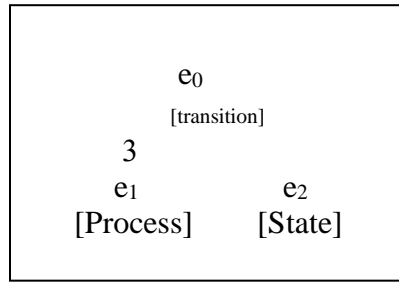 e₀
[transition]
3
e₁ e₂
[Process] [State]